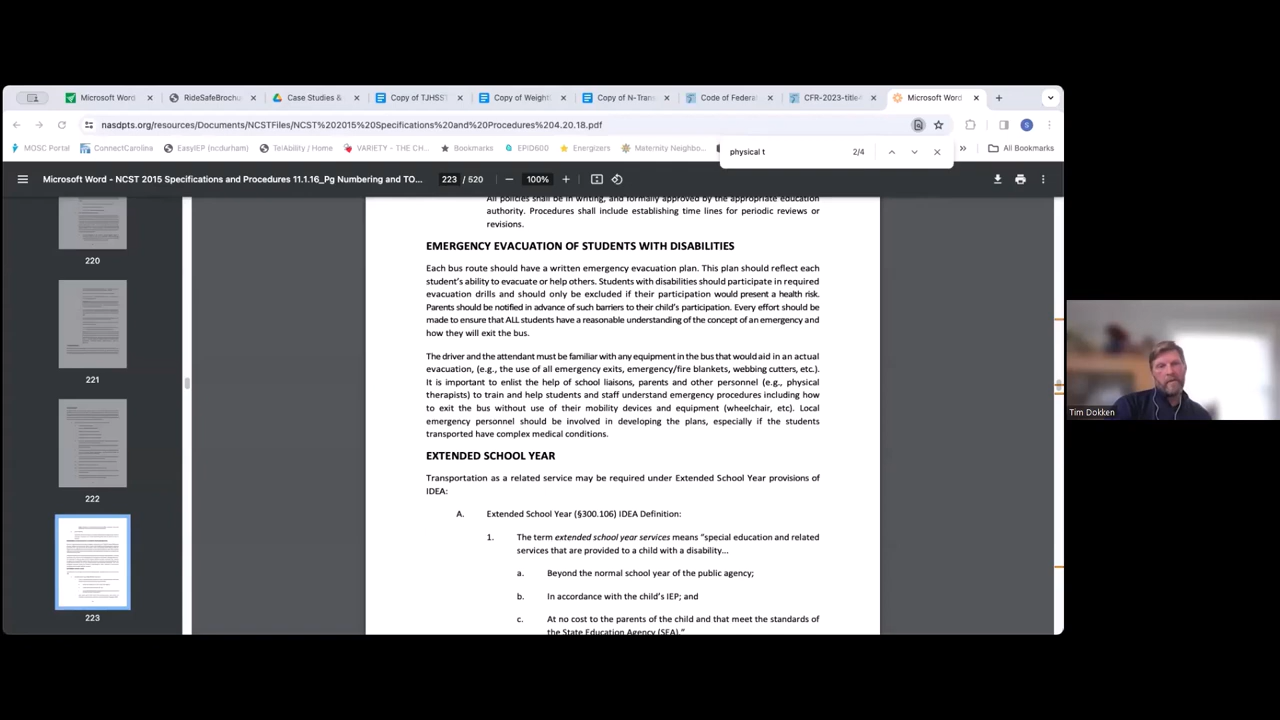 Microsoft Word
RideSafeBrochu
Case Studies &
Copy of TJHSST
Copy of Weight
Copy of N-Tran
Code of Federa
CFR-2023-title
Microsoft Word
nasdpts.org/resources/Documents/NCSTFiles/NCST%202015%20Specifications%20and%20Procedures%204.20.18.pdf
S
MOSC Portal
ConnectCarolina
EasyIEP (ncdurham)
TeiAbility / Home
VARIETY - THE CH...
Bookmarks
EPID600
Energizers
Maternity Neighbo...
physical t
2/4
All Bookmarks
Microsoft Word - NCST 2015 Specifications and Procedures 11.1.16_Pg Numbering and TO...
223 / 520
100%
220
221
222
223
All policies shall be in writing, and formally approved by the appropriate education
authority. Procedures shall include establishing time lines for periodic reviews or
revisions.
EMERGENCY EVACUATION OF STUDENTS WITH DISABILITIES
Each bus route should have a written emergency evacuation plan. This plan should reflect each
student's ability to evacuate or help others. Students with disabilities should participate in required
evacuation drills and should only be excluded if their participation would present a health risk.
Parents should be notified in advance of such barriers to their child's participation. Every effort should be
made to ensure that ALL students have a reasonable understanding of the concept of an emergency and
how they will exit the bus.
The driver and the attendant must be familiar with any equipment in the bus that would aid in an actual
evacuation, (e.g., the use of all emergency exits, emergency/fire blankets, webbing cutters, etc.).
It is important to enlist the help of school liaisons, parents and other personnel (e.g., physical
therapists) to train and help students and staff understand emergency procedures including how
to exit the bus without use of their mobility devices and equipment (wheelchair, etc). Local
emergency personnel should be involved in developing the plans, especially if the students
transported have complex medical conditions.
EXTENDED SCHOOL YEAR
Transportation as a related service may be required under Extended School Year provisions of
IDEA:
A. Extended School Year (§300.106) IDEA Definition:
1. The term extended school year services means "special education and related
services that are provided to a child with a disability...
a. Beyond the normal school year of the public agency;
b. In accordance with the child's IEP; and
c. At no cost to the parents of the child and that meet the standards of
the State Education Agency (SEA)."
Tim Dokken